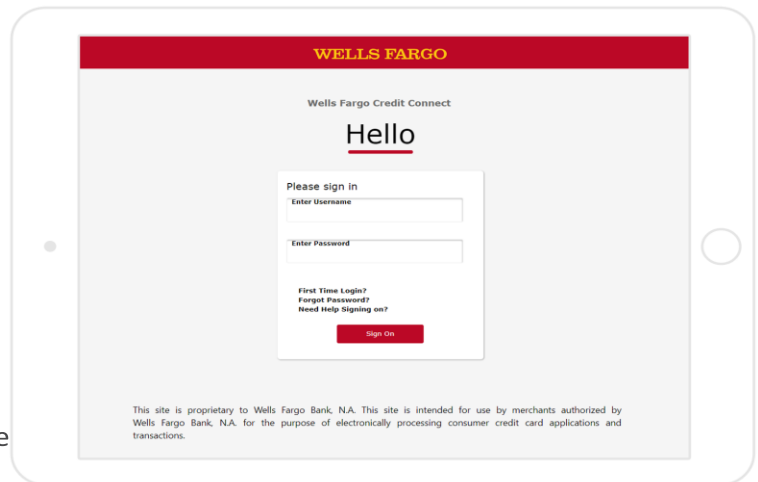 WELLS FARGO
Wells Fargo Credit Connect
Hello
Please sign in
Enter Username
Enter Password
First Time Login?
Forgot Password?
Need Help Signing on?
Sign On
This site is proprietary to Wells Fargo Bank, N.A. This site is intended for use by merchants authorized by
Wells Fargo Bank, N.A. for the purpose of electronically processing consumer credit card applications and
transactions.
e